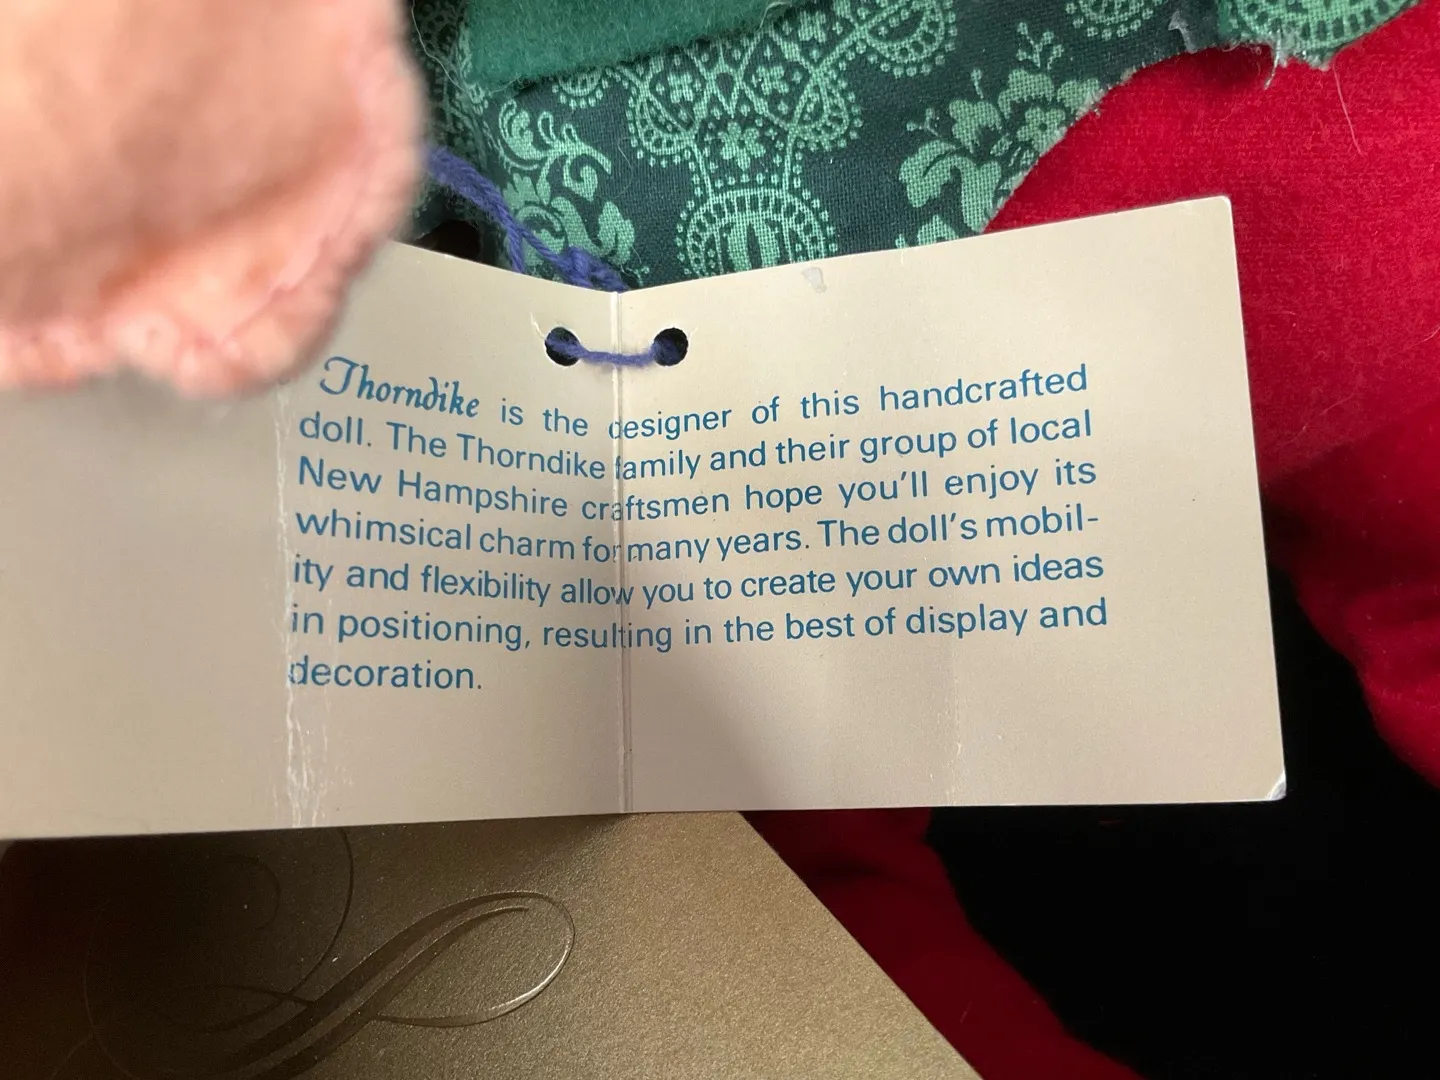 Thorndike is the designer of this handcrafted
doll. The Thorndike family and their group of local
New Hampshire craftsmen hope you'll enjoy its
whimsical charm for many years. The doll's mobil-
ity and flexibility allow you to create your own ideas
in positioning, resulting in the best of display and
decoration.